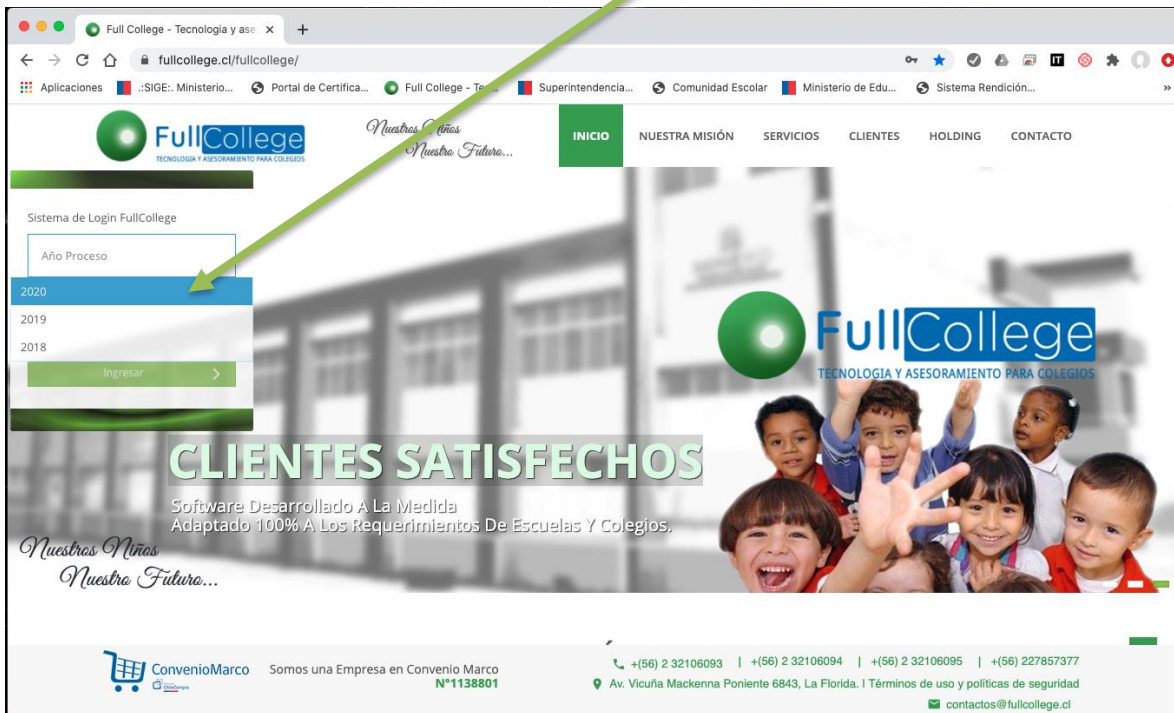 Full College - Tecnologia y ase
fullcollege.cl/fullcollege/
Aplicaciones
.:SIGE:. Ministerio...
Portal de Certifica...
Full College -
Superintendencia...
Comunidad Escolar
Ministerio de Edu...
Sistema Rendición...
»
FullCollege
TECNOLOGIA Y ASESORAMIENTO PARA COLEGIOS
Nuestros Niños
Nuestro Futuro...
INICIO
NUESTRA MISIÓN
SERVICIOS
CLIENTES
HOLDING
CONTACTO
Sistema de Login FullCollege
Año Proceso
2020
2019
2018
Ingresar
FullCollege
TECNOLOGIA Y ASESORAMIENTO PARA COLEGIOS
CLIENTES SATISFECHOS
Software Desarrollado A La Medida
Adaptado 100% A Los Requerimientos De Escuelas Y Colegios.
Nuestros Niños
Nuestro Futuro...
ConvenioMarco
ChileCompra
Somos una Empresa en Convenio Marco
N°1138801
+(56) 2 32106093 | +(56) 2 32106094 | +(56) 2 32106095 | +(56) 227857377
Av. Vicuña Mackenna Poniente 6843, La Florida. I Términos de uso y políticas de seguridad
contactos@fullcollege.cl